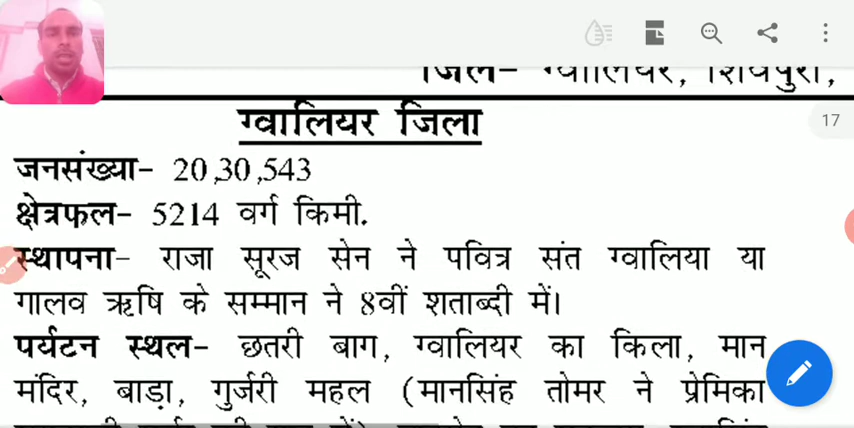 जिले- ग्वालियर, शिवपुरी,
17
ग्वालियर जिला
जनसंख्या- 20,30,543
क्षेत्रफल- 5214 वर्ग किमी.
स्थापना- राजा सूरज सेन ने पवित्र संत ग्वालिया या
गालव ऋषि के सम्मान ने 8वीं शताब्दी में।
पर्यटन स्थल- छतरी बाग, ग्वालियर का किला, मान
मंदिर, बाड़ा, गुर्जरी महल (मानसिंह तोमर ने प्रेमिका